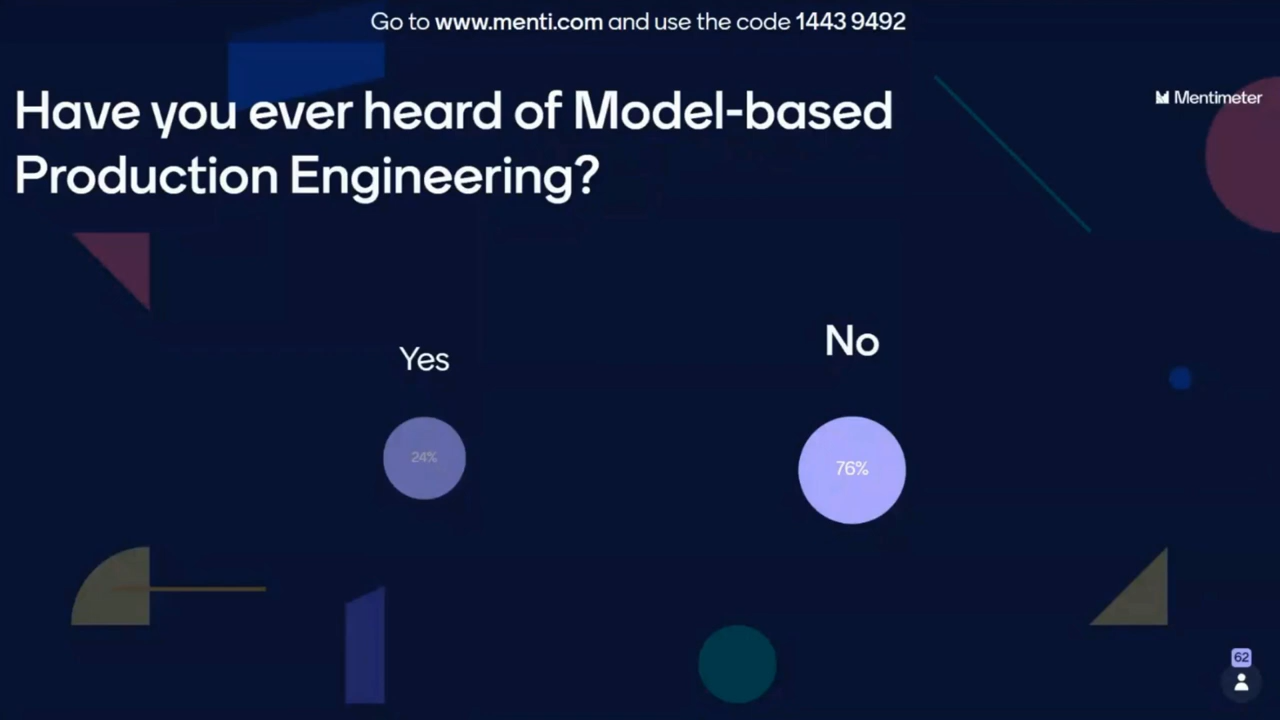 Go to www.menti.com and use the code 1443 9492
Have you ever heard of Model-based
Production Engineering?
Mentimeter
Yes
No
24%
76%
62